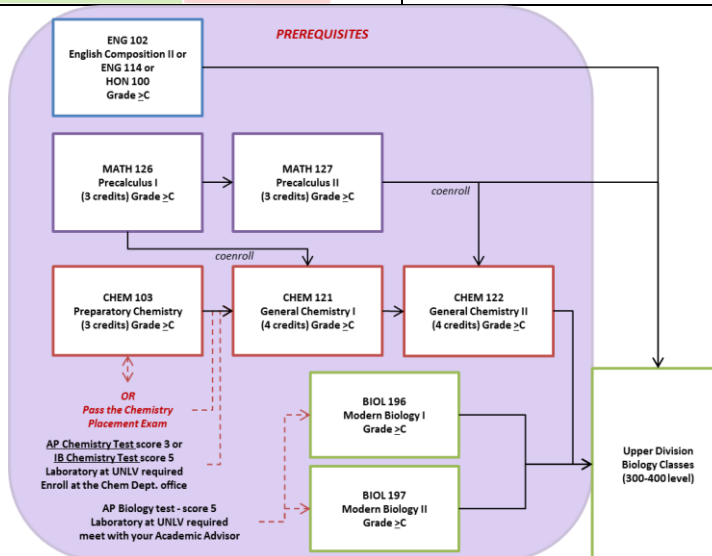 PREREQUISITES
ENG 102
English Composition II or
ENG 114 or
HON 100
Grade ≥C
MATH 126
Precalculus I
(3 credits) Grade ≥C
MATH 127
Precalculus II
(3 credits) Grade ≥C
coenroll
coenroll
CHEM 103
Preparatory Chemistry
(3 credits) Grade ≥C
CHEM 121
General Chemistry I
(4 credits) Grade ≥C
CHEM 122
General Chemistry II
(4 credits) Grade ≥C
OR
Pass the Chemistry
Placement Exam
AP Chemistry Test score 3 or
IB Chemistry Test score 5
Laboratory at UNLV required
Enroll at the Chem Dept. office
BIOL 196
Modern Biology I
Grade ≥C
AP Biology test - score 5
Laboratory at UNLV required
meet with your Academic Advisor
BIOL 197
Modern Biology II
Grade ≥C
Upper Division
Biology Classes
(300-400 level)